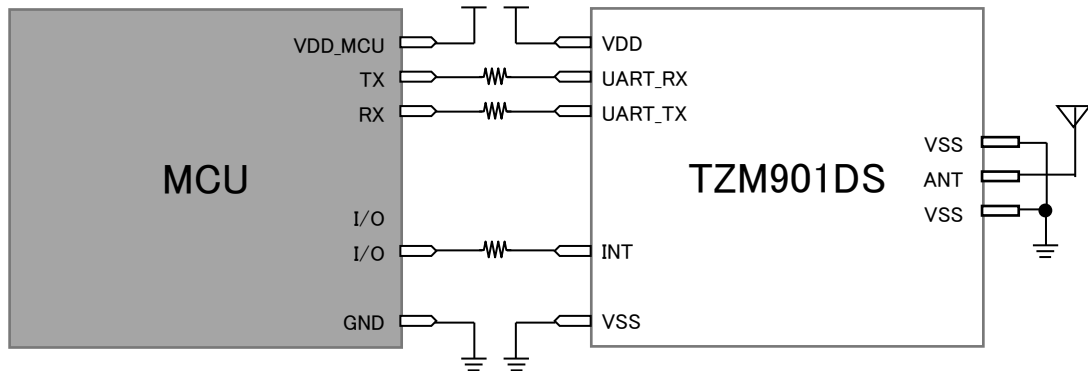 VDD_MCU
TX
RX
MCU
I/O
I/O
GND
VDD
UART_RX
UART_TX
TZM901DS
INT
VSS
VSS
ANT
VSS